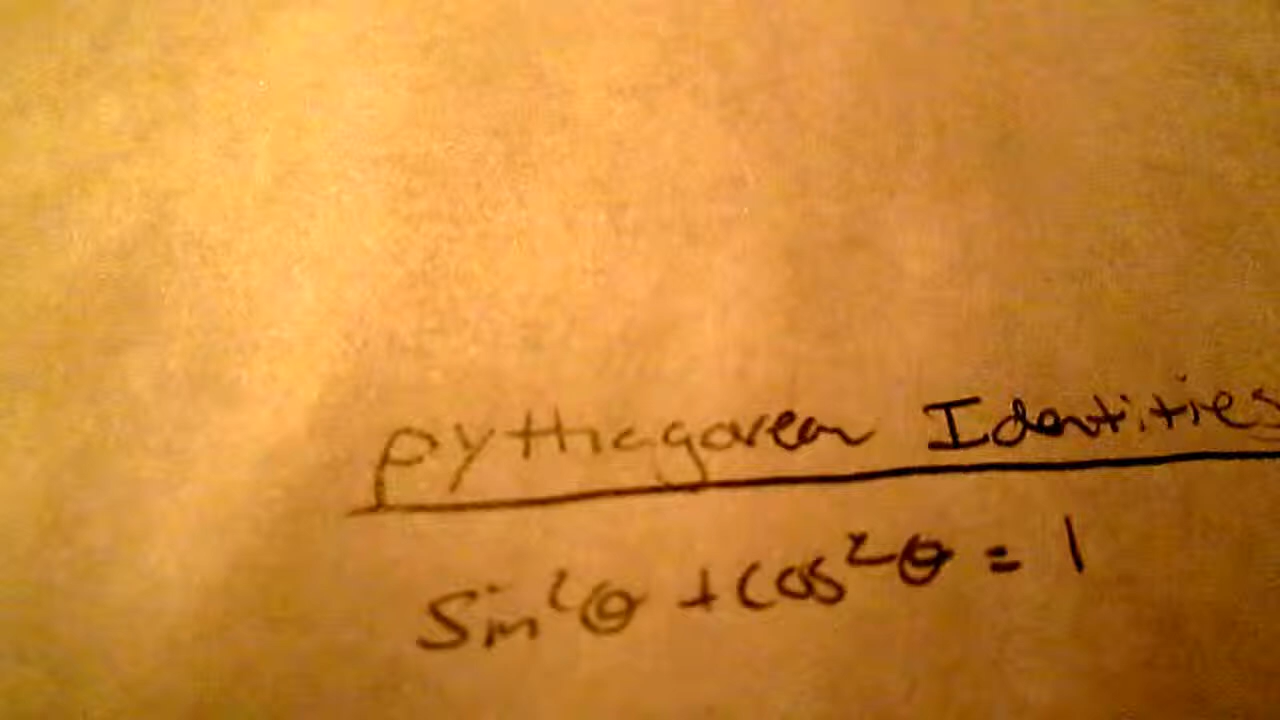 Pythagorean Identities
Sin²θ + Cos²θ = 1